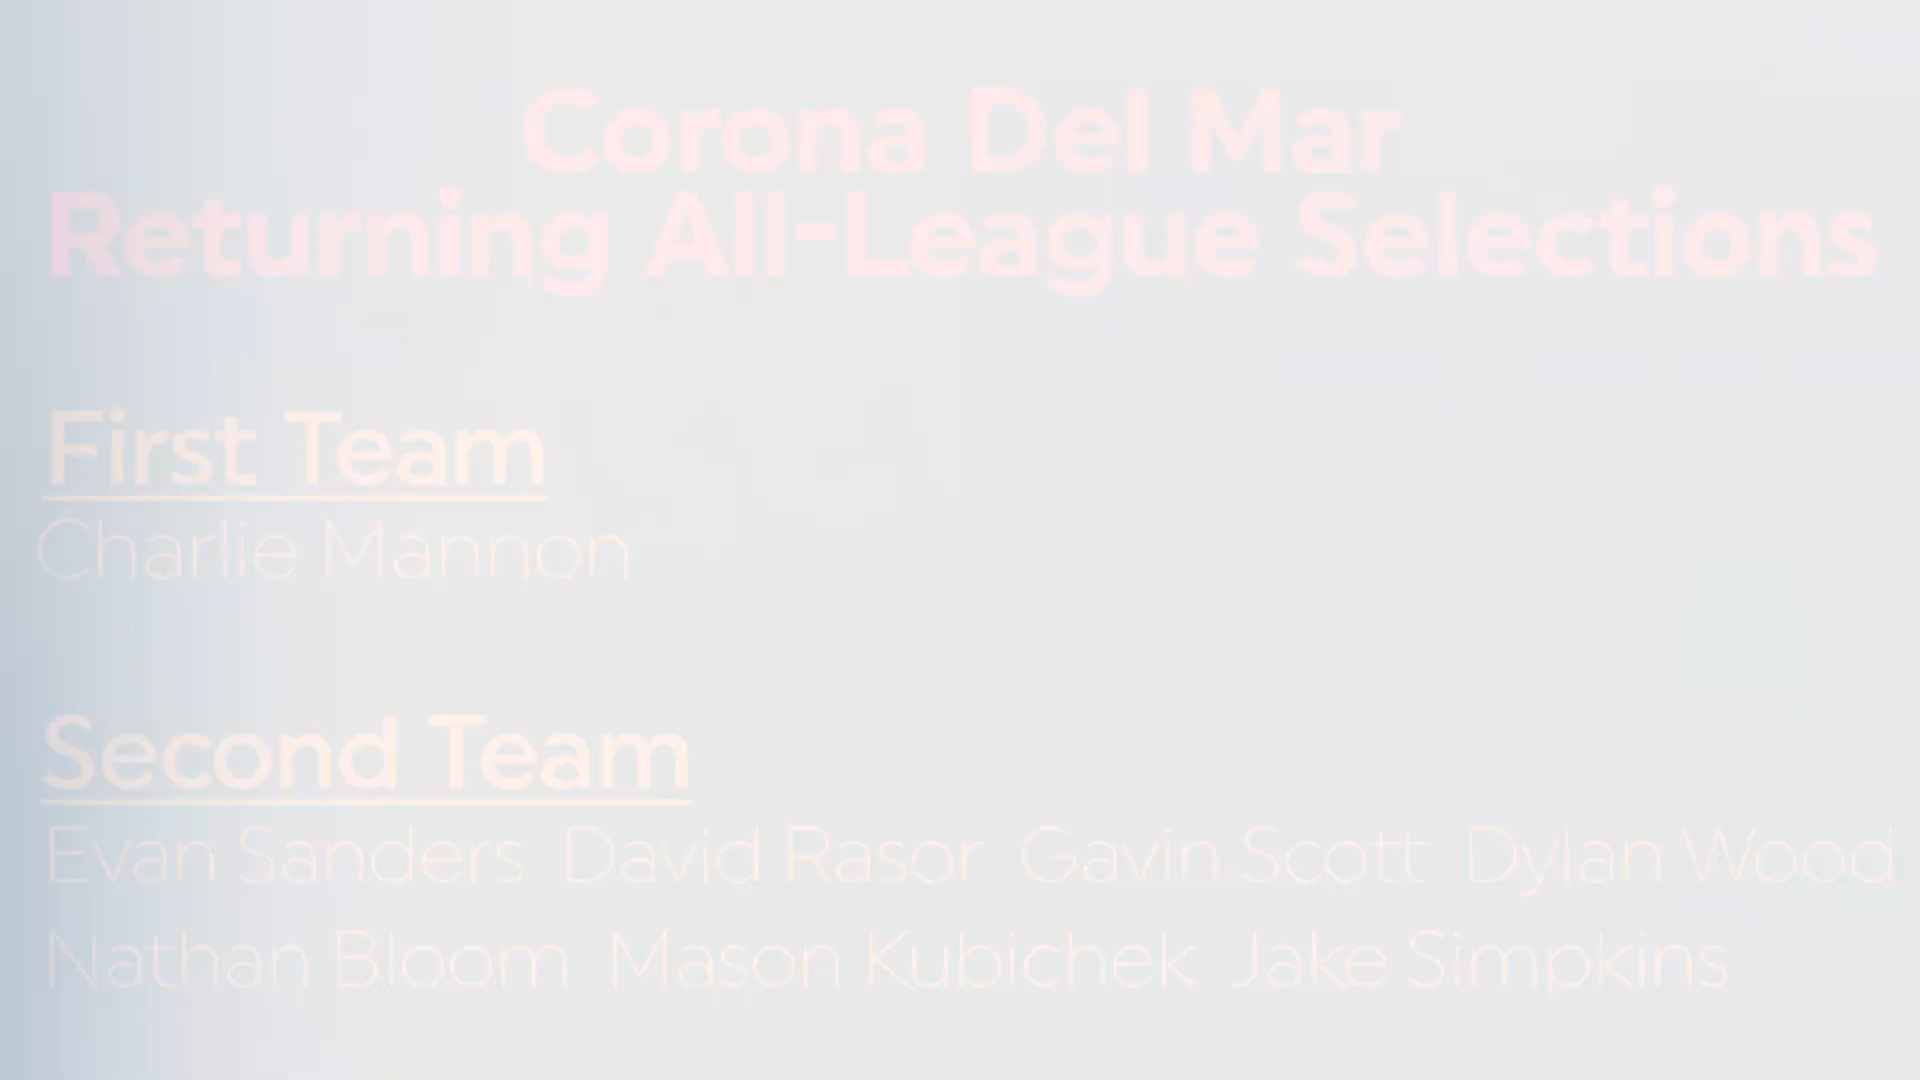 Corona Del Mar
Returning All-League Selections
First Team
Charlie Mannon
Second Team
Evan Sanders David Rasor Gavin Scott Dylan Wood
Nathan Bloom Mason Kubichek Jake Simpkins